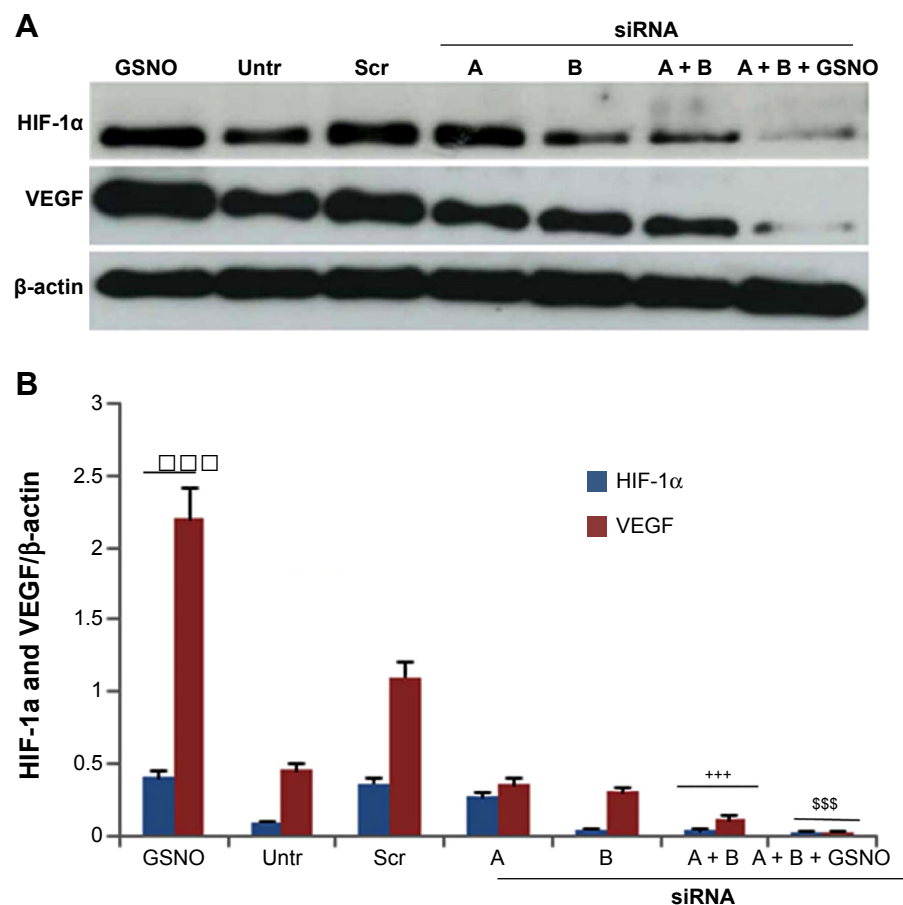 A
siRNA
GSNO Untr Scr A B A + B A + B + GSNO
HIF-1α
VEGF
β-actin
B
HIF-1a and VEGF/β-actin
3
2.5
2
1.5
1
0.5
0
□□□
HIF-1α
VEGF
+++
$$$
GSNO Untr Scr A B A + B A + B + GSNO
siRNA